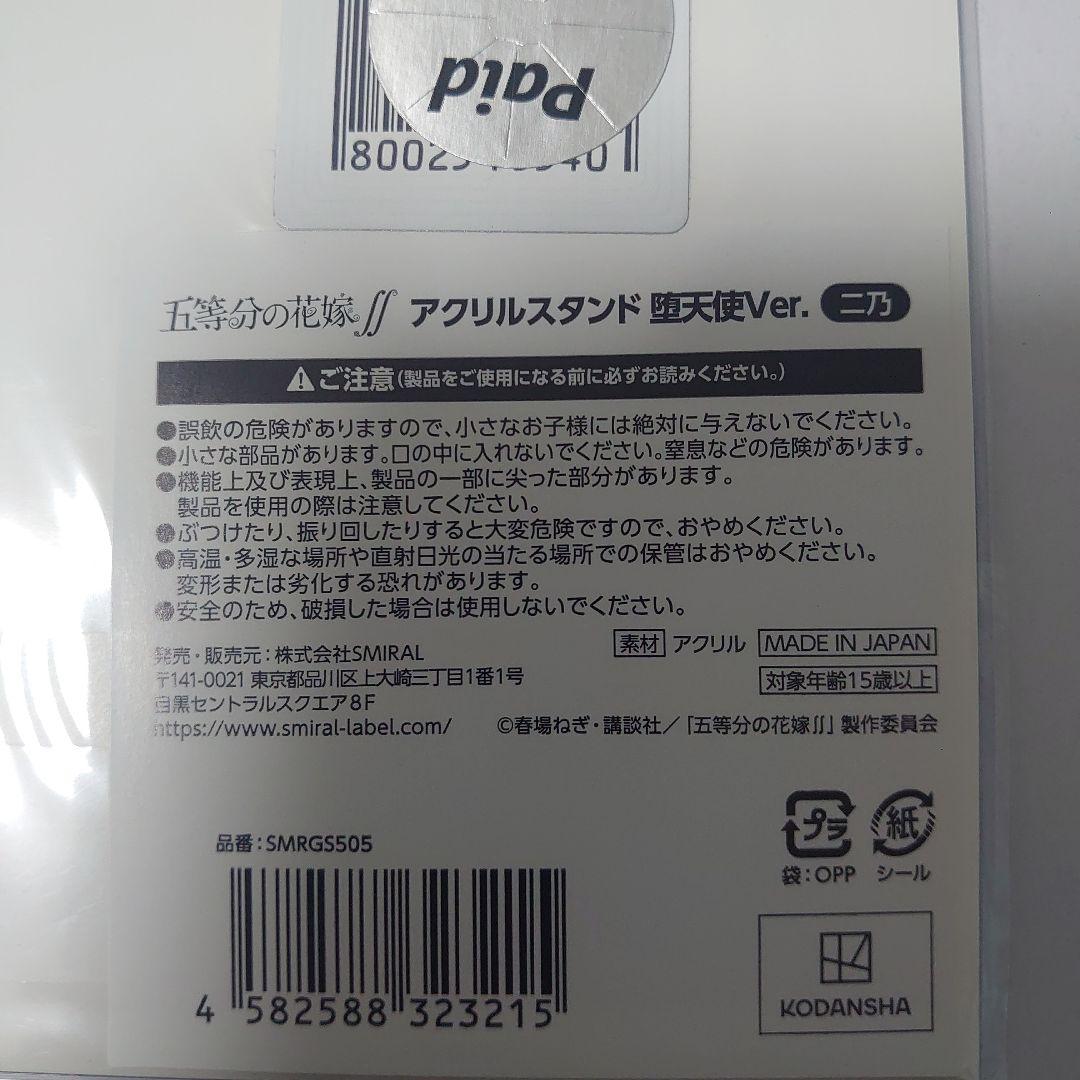 Paid
五等分の花嫁∬ アクリルスタンド 堕天使Ver. 二乃
⚠ご注意(製品をご使用になる前に必ずお読みください。)
●誤飲の危険がありますので、小さなお子様には絶対に与えないでください。
●小さな部品があります。口の中に入れないでください。窒息などの危険があります。
●機能上及び表現上、製品の一部に尖った部分があります。
製品を使用の際は注意してください。
●ぶつけたり、振り回したりすると大変危険ですので、おやめください。
●高温・多湿な場所や直射日光の当たる場所での保管はおやめください。
変形または劣化する恐れがあります。
●安全のため、破損した場合は使用しないでください。
素材 アクリル MADE IN JAPAN
対象年齢15歳以上
発売・販売元：株式会社SMIRAL
〒141-0021 東京都品川区上大崎三丁目1番1号
目黒セントラルスクエア8F
https://www.smiral-label.com/
©春場ねぎ・講談社／「五等分の花嫁∬」製作委員会
品番：SMRGS505
4 582588 323215
プラ 紙
袋：OPP シール
KODANSHA